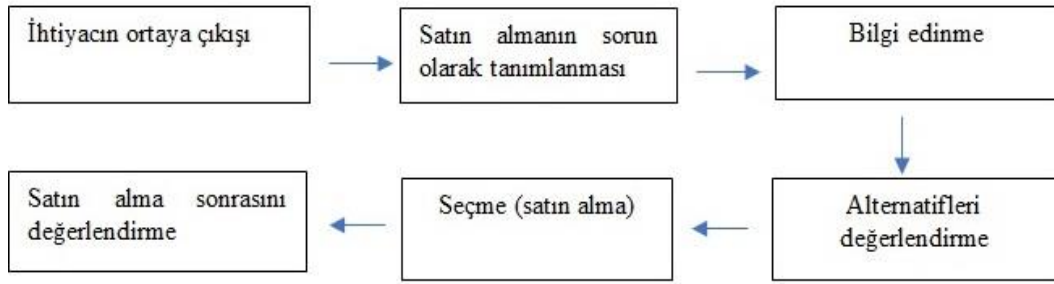 İhtiyacın ortaya çıkışı
Satın almanın sorun
olarak tanımlanması
Bilgi edinme
Alternatifleri
değerlendirme
Seçme (satın alma)
Satın alma sonrasını
değerlendirme